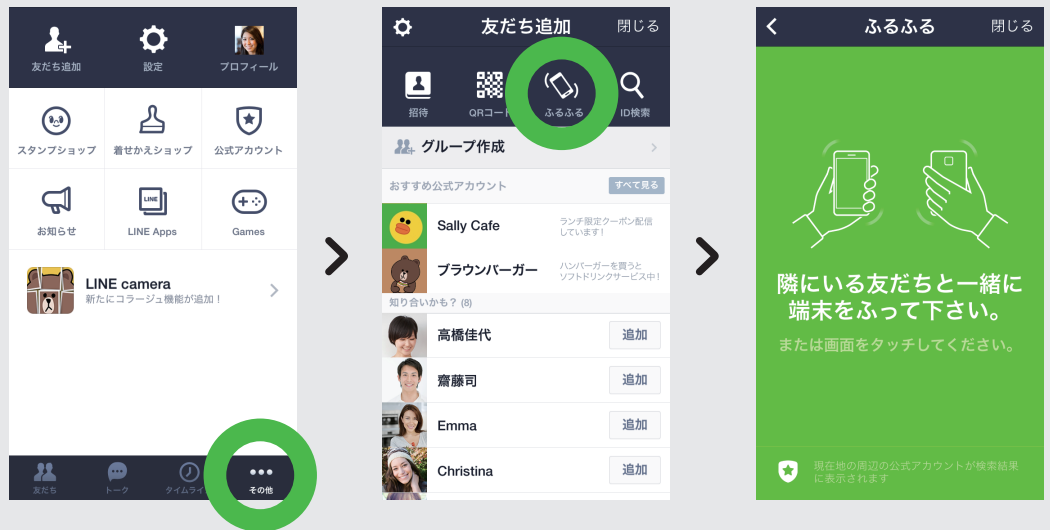 友だち追加
設定
プロフィール
スタンプショップ
着せかえショップ
公式アカウント
お知らせ
LINE
LINE Apps
Games
LINE camera
新たにコラージュ機能が追加！
友だち
トーク
タイムライ
その他
友だち追加
閉じる
招待
QRコード
ふるふる
ID検索
グループ作成
おすすめ公式アカウント
すべて見る
Sally Cafe
ランチ限定クーポン配信
しています！
ブラウンバーガー
ハンバーガーを買うと
ソフトドリンクサービス中！
知り合いかも？ (8)
高橋佳代
追加
齋藤司
追加
Emma
追加
Christina
追加
ふるふる
閉じる
隣にいる友だちと一緒に
端末をふって下さい。
または画面をタッチしてください。
現在地の周辺の公式アカウントが検索結果
に表示されます